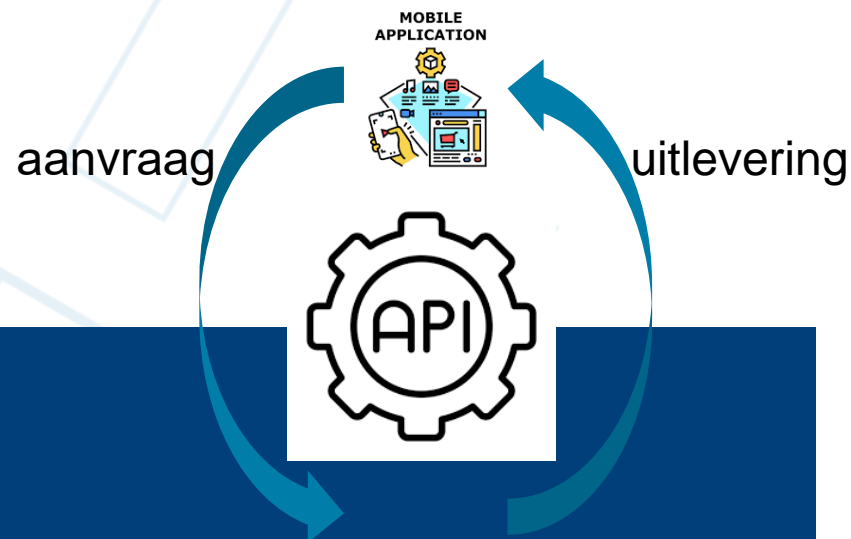 MOBILE
APPLICATION
aanvraag
uitlevering
API